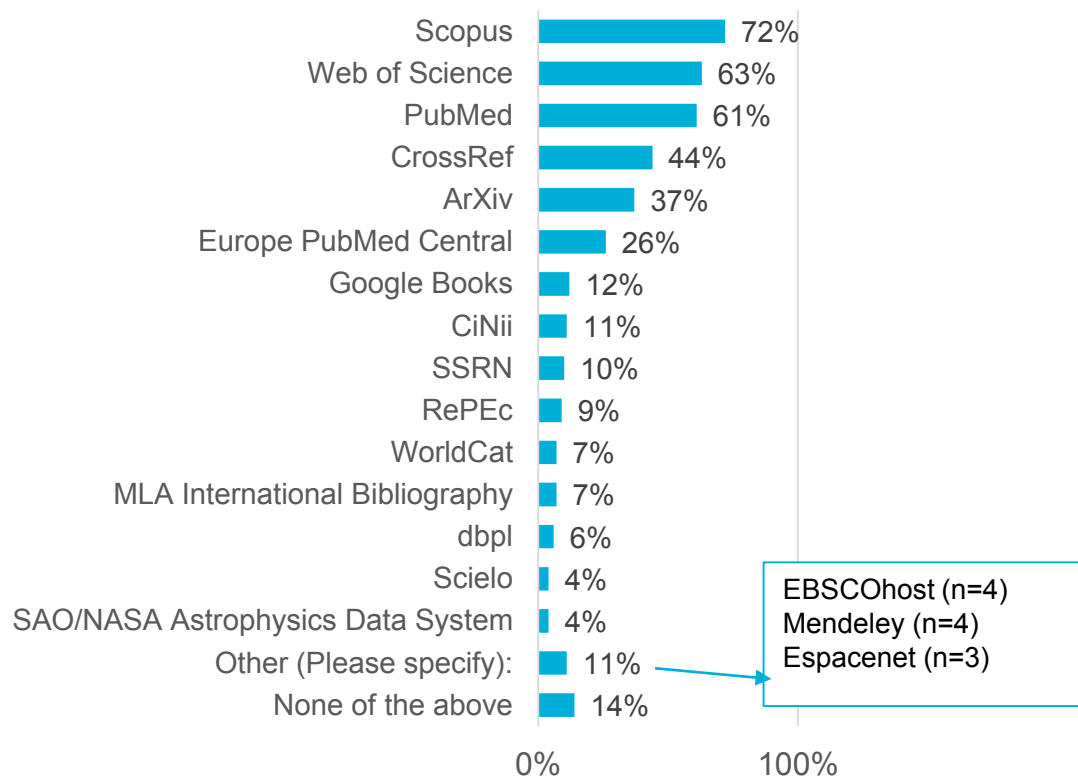 Scopus 72%
Web of Science 63%
PubMed 61%
CrossRef 44%
ArXiv 37%
Europe PubMed Central 26%
Google Books 12%
CiNii 11%
SSRN 10%
RePEc 9%
WorldCat 7%
MLA International Bibliography 7%
dbpl 6%
Scielo 4%
SAO/NASA Astrophysics Data System 4%
Other (Please specify): 11%
None of the above 14%
EBSCOhost (n=4)
Mendeley (n=4)
Espacenet (n=3)
0% 100%